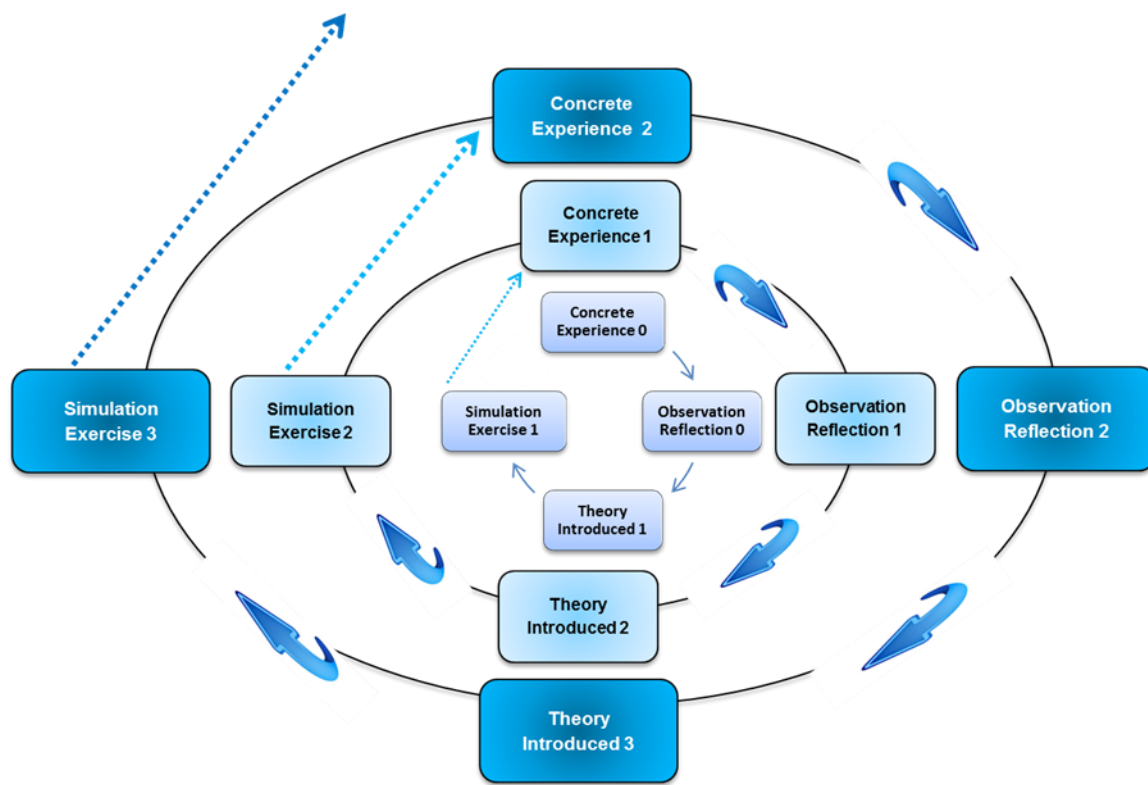 Concrete
Experience 2
Concrete
Experience 1
Concrete
Experience 0
Simulation
Exercise 3
Simulation
Exercise 2
Simulation
Exercise 1
Observation
Reflection 0
Observation
Reflection 1
Observation
Reflection 2
Theory
Introduced 1
Theory
Introduced 2
Theory
Introduced 3